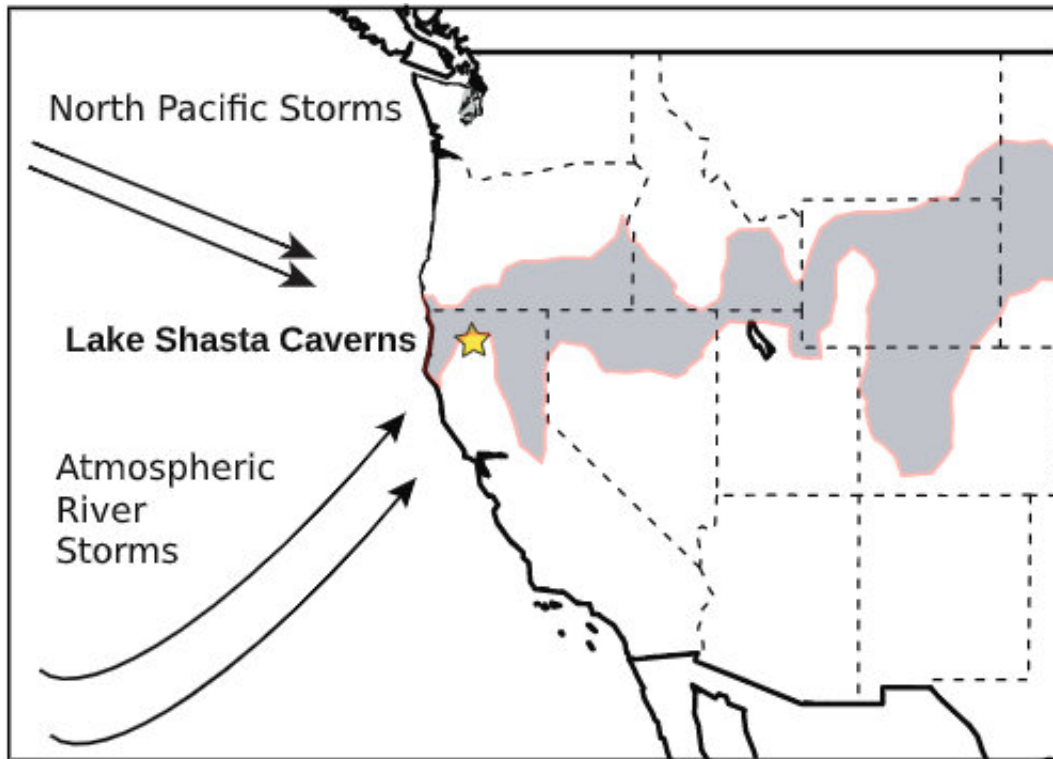 North Pacific Storms
Lake Shasta Caverns
Atmospheric
River
Storms